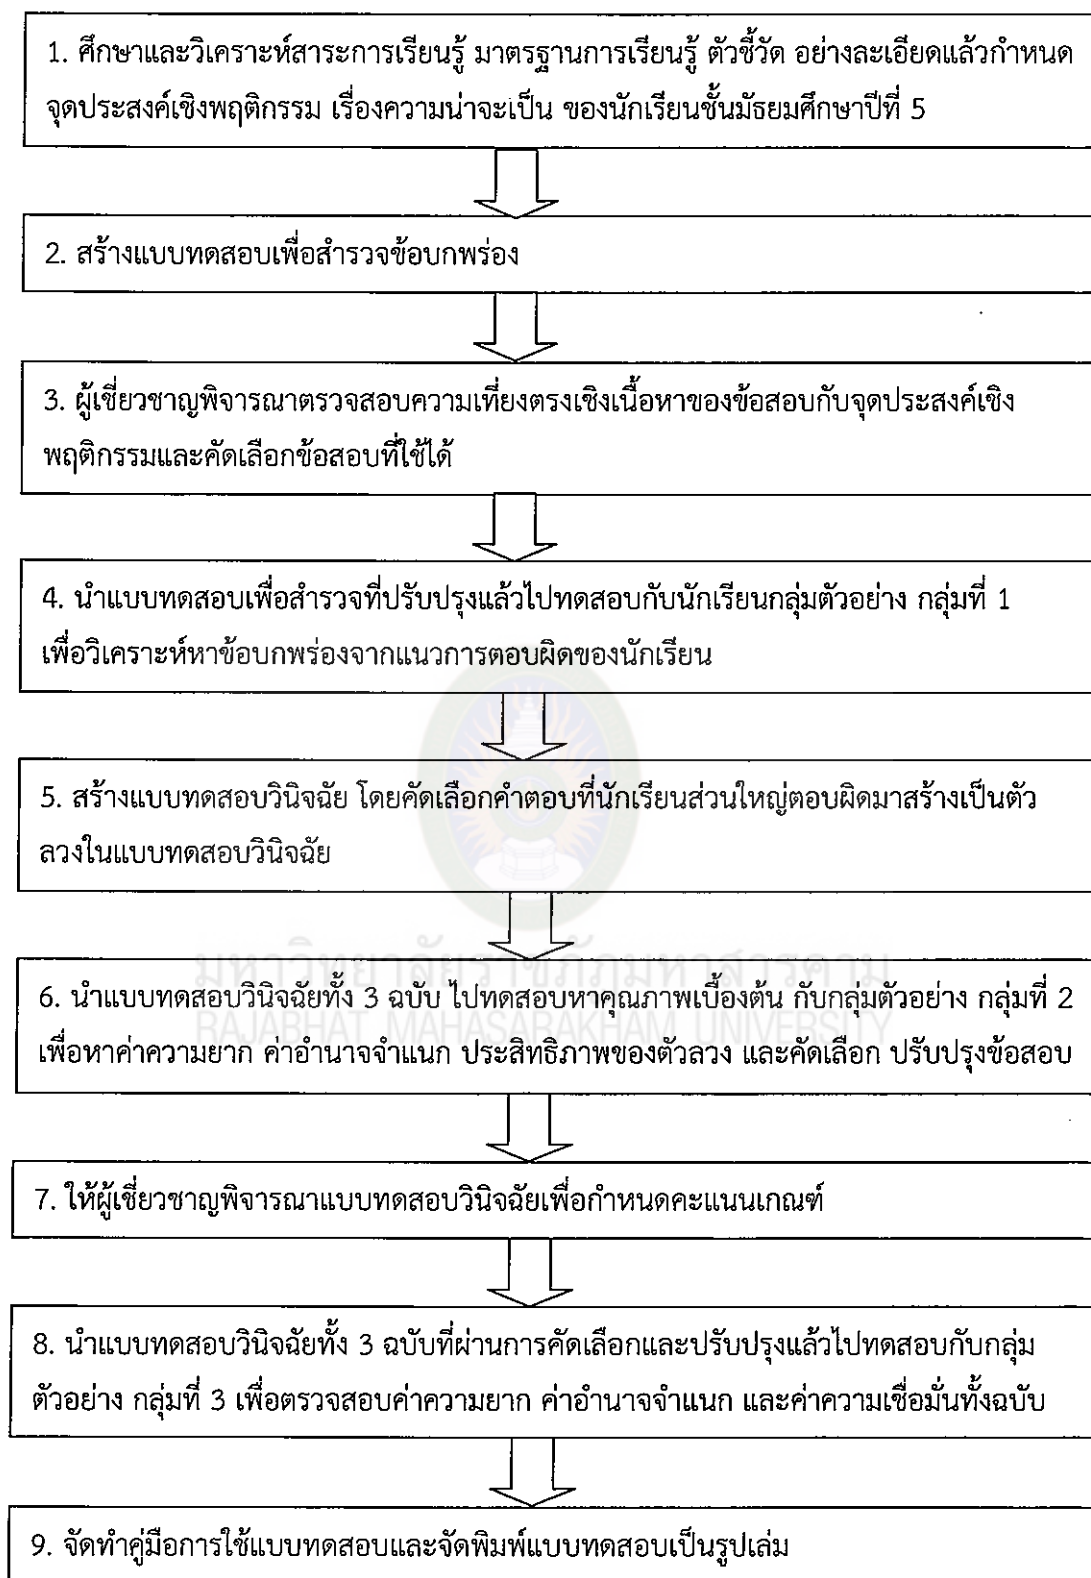 1. ศึกษาและวิเคราะห์สาระการเรียนรู้ มาตรฐานการเรียนรู้ ตัวชี้วัด อย่างละเอียดแล้วกำหนด
จุดประสงค์เชิงพฤติกรรม เรื่องความน่าจะเป็น ของนักเรียนชั้นมัธยมศึกษาปีที่ 5
2. สร้างแบบทดสอบเพื่อสำรวจข้อบกพร่อง
3. ผู้เชี่ยวชาญพิจารณาตรวจสอบความเที่ยงตรงเชิงเนื้อหาของข้อสอบกับจุดประสงค์เชิง
พฤติกรรมและคัดเลือกข้อสอบที่ใช้ได้
4. นำแบบทดสอบเพื่อสำรวจที่ปรับปรุงแล้วไปทดสอบกับนักเรียนกลุ่มตัวอย่าง กลุ่มที่ 1
เพื่อวิเคราะห์หาข้อบกพร่องจากแนวการตอบผิดของนักเรียน
5. สร้างแบบทดสอบวินิจฉัย โดยคัดเลือกคำตอบที่นักเรียนส่วนใหญ่ตอบผิดมาสร้างเป็นตัว
ลวงในแบบทดสอบวินิจฉัย
มหาวิทยาลัยราชภัฏมหาสารคาม
6. นำแบบทดสอบวินิจฉัยทั้ง 3 ฉบับ ไปทดสอบหาคุณภาพเบื้องต้น กับกลุ่มตัวอย่าง กลุ่มที่ 2
RAJABHAT MAHASARAKHAM UNIVERSITY
เพื่อหาค่าความยาก ค่าอำนาจจำแนก ประสิทธิภาพของตัวลวง และคัดเลือก ปรับปรุงข้อสอบ
7. ให้ผู้เชี่ยวชาญพิจารณาแบบทดสอบวินิจฉัยเพื่อกำหนดคะแนนเกณฑ์
8. นำแบบทดสอบวินิจฉัยทั้ง 3 ฉบับที่ผ่านการคัดเลือกและปรับปรุงแล้วไปทดสอบกับกลุ่ม
ตัวอย่าง กลุ่มที่ 3 เพื่อตรวจสอบค่าความยาก ค่าอำนาจจำแนก และค่าความเชื่อมั่นทั้งฉบับ
9. จัดทำคู่มือการใช้แบบทดสอบและจัดพิมพ์แบบทดสอบเป็นรูปเล่ม